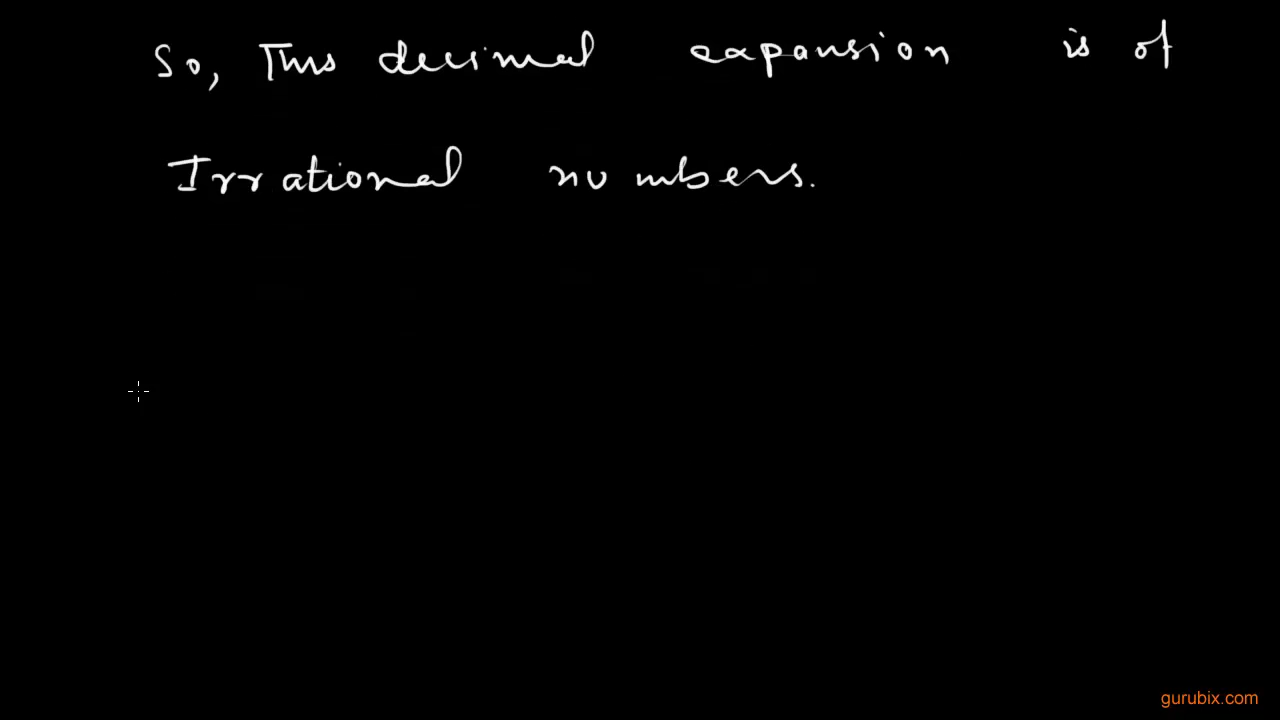 So, This decimal expansion is of
Irrational numbers.
gurubix.com